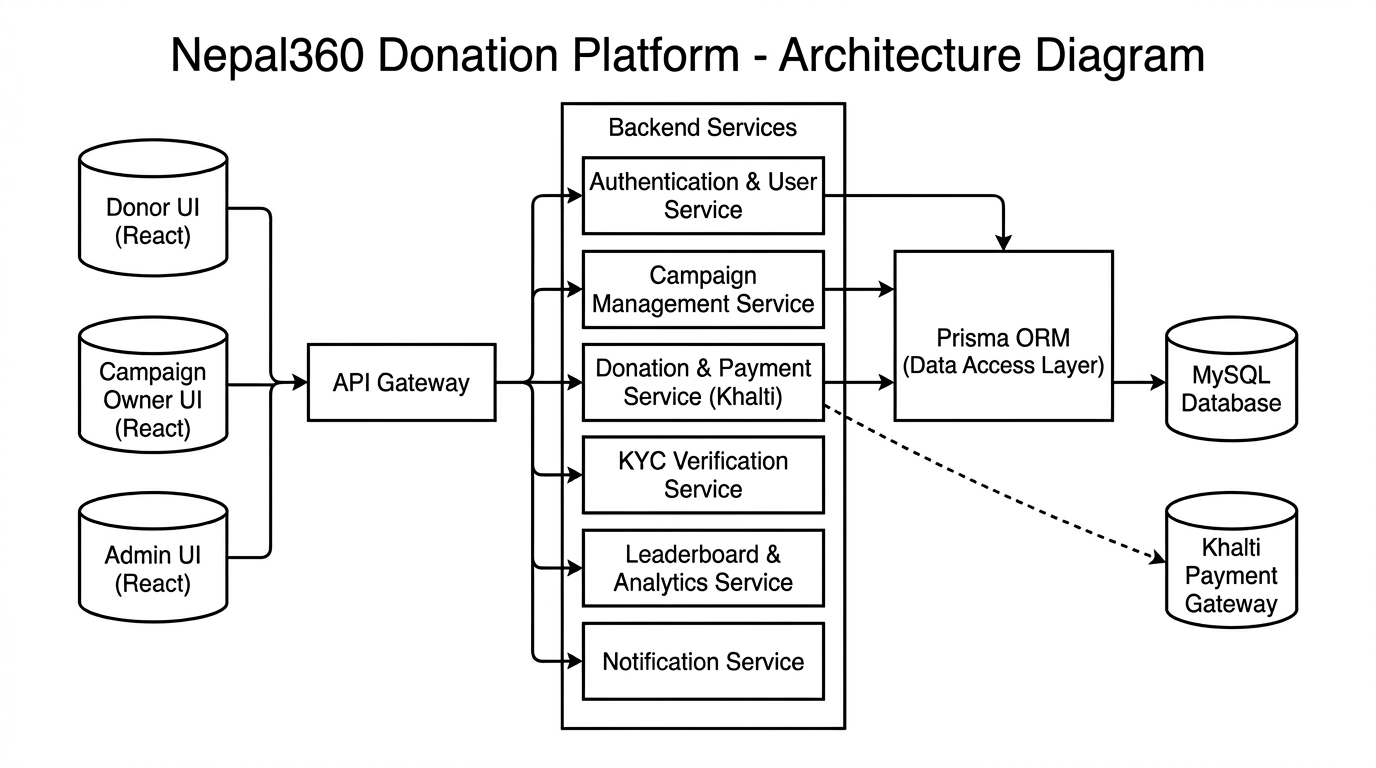 Nepal360 Donation Platform - Architecture Diagram
Donor UI
(React)
Campaign
Owner UI
(React)
Admin UI
(React)
API Gateway
Backend Services
Authentication & User
Service
Campaign
Management Service
Donation & Payment
Service (Khalti)
KYC Verification
Service
Leaderboard &
Analytics Service
Notification Service
Prisma ORM
(Data Access Layer)
MySQL
Database
Khalti
Payment
Gateway